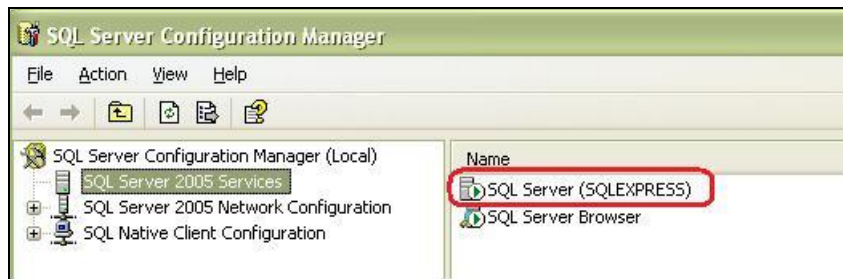 SQL Server Configuration Manager
File Action View Help
SQL Server Configuration Manager (Local)
SQL Server 2005 Services
SQL Server 2005 Network Configuration
SQL Native Client Configuration
Name
SQL Server (SQLEXPRESS)
SQL Server Browser